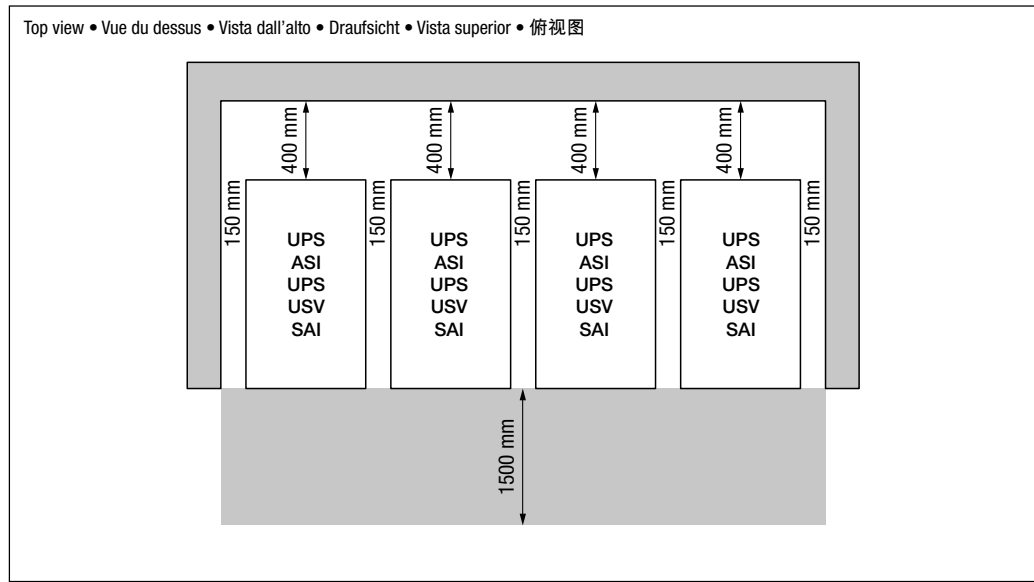 Top view • Vue du dessus • Vista dall'alto • Draufsicht • Vista superior • 俯视图
400 mm
400 mm
400 mm
400 mm
150 mm
150 mm
150 mm
150 mm
150 mm
UPS
ASI
UPS
USV
SAI
UPS
ASI
UPS
USV
SAI
UPS
ASI
UPS
USV
SAI
UPS
ASI
UPS
USV
SAI
1500 mm